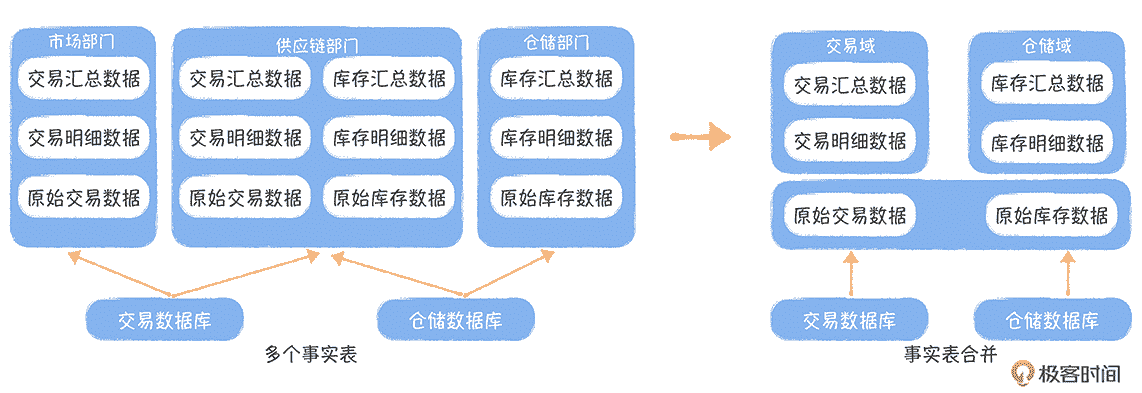 市场部门
交易汇总数据
交易明细数据
原始交易数据
供应链部门
交易汇总数据 库存汇总数据
交易明细数据 库存明细数据
原始交易数据 原始库存数据
仓储部门
库存汇总数据
库存明细数据
原始库存数据
交易数据库
仓储数据库
多个事实表
交易域
交易汇总数据
交易明细数据
仓储域
库存汇总数据
库存明细数据
原始交易数据 原始库存数据
交易数据库
仓储数据库
事实表合并
极客时间